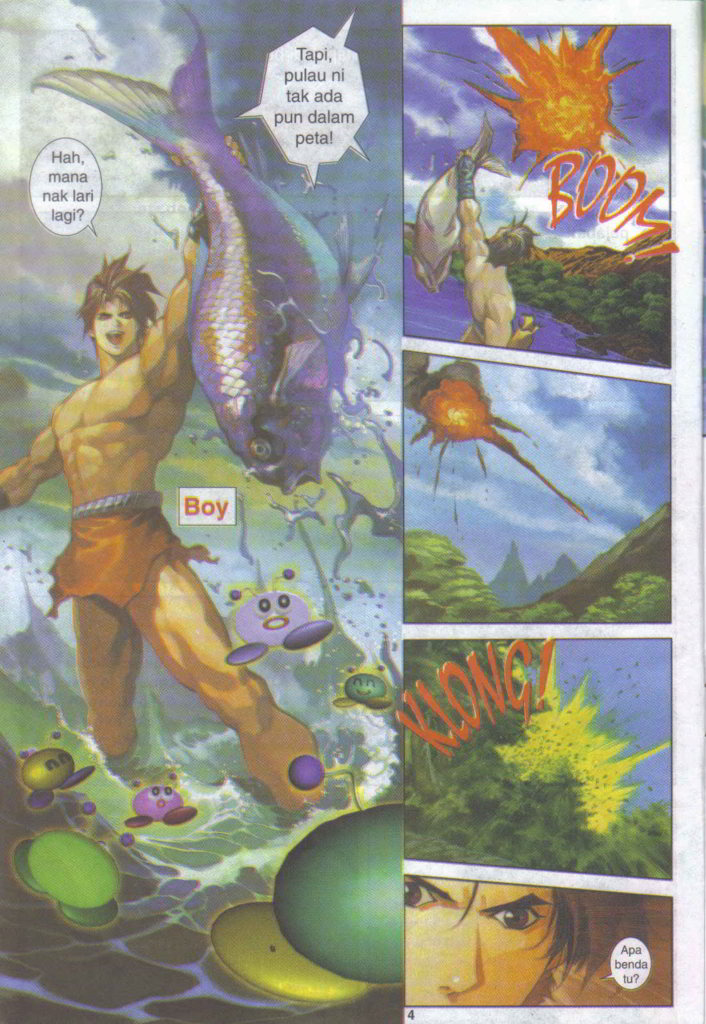 Tapi,
pulau ni
tak ada
pun dalam
peta!
Hah,
mana
nak lari
lagi?
Boy
BOOM!
KLONG!
Apa
benda
tu?
4